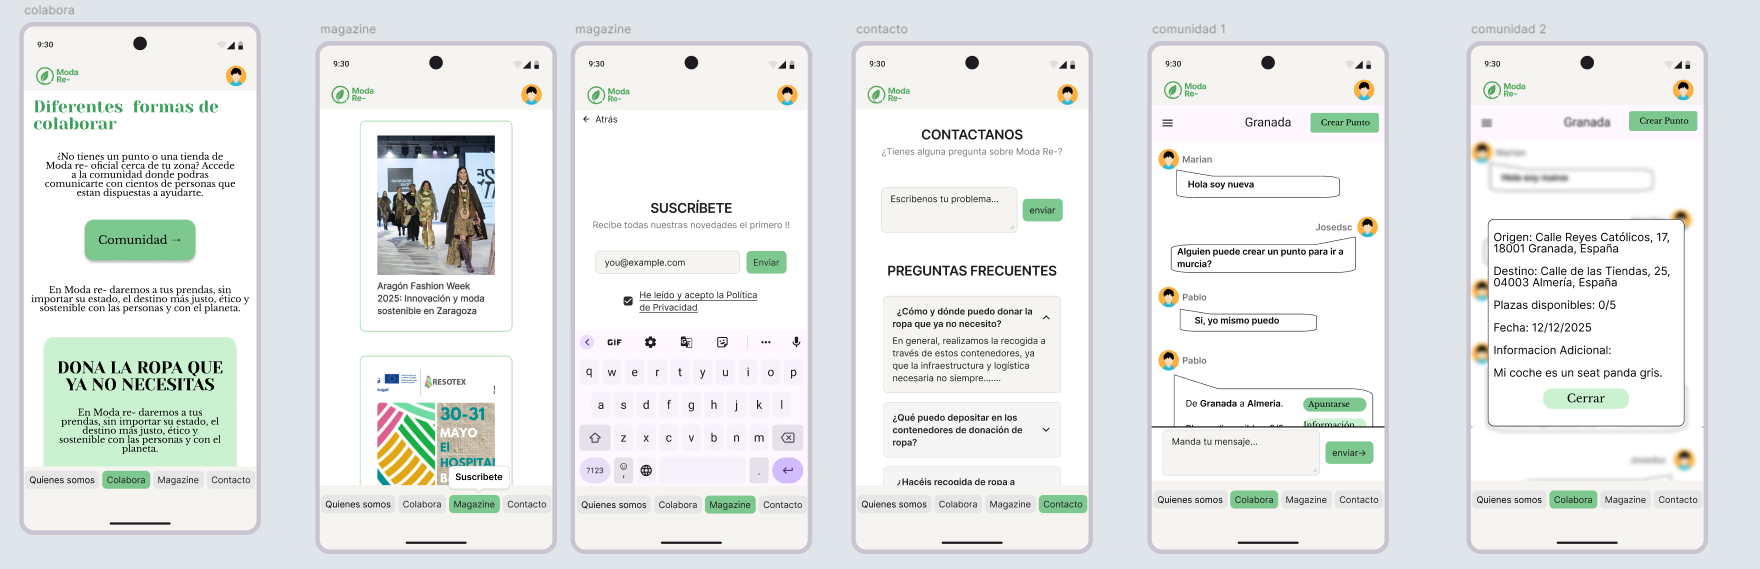 colabora
9:30
Moda
Re-
Diferentes formas de
colaborar
¿No tienes un punto o una tienda de
Moda re- oficial cerca de tu zona? Accede
a la comunidad donde podras
comunicarte con cientos de personas que
estan dispuestas a ayudarte.
Comunidad →
En Moda re- daremos a tus prendas, sin
importar su estado, el destino más justo, ético y
sostenible con las personas y con el planeta.
DONA LA ROPA QUE
YA NO NECESITAS
En Moda re- daremos a tus
prendas, sin importar su estado, el
destino más justo, ético y
sostenible con las personas y con el
planeta.
Quienes somos
Colabora
Magazine
Contacto
magazine
9:30
Moda
Re-
Aragón Fashion Week
2025: Innovación y moda
sostenible en Zaragoza
RESOTEX
30-31
MAYO
El
HOSPITAL
Suscribete
Quienes somos
Colabora
Magazine
Contacto
magazine
9:30
Moda
Re-
← Atrás
SUSCRÍBETE
Recibe todas nuestras novedades el primero !!
you@example.com
Enviar
He leído y acepto la Política
de Privacidad
GIF
q w e r t y u i o p
a s d f g h j k l
z x c v b n m
?123
, .
Quienes somos
Colabora
Magazine
Contacto
contacto
9:30
Moda
Re-
CONTACTANOS
¿Tienes alguna pregunta sobre Moda Re-?
Escribenos tu problema...
enviar
PREGUNTAS FRECUENTES
¿Cómo y dónde puedo donar la
ropa que ya no necesito?
En general, realizamos la recogida a
través de estos contenedores, ya
que la infraestructura y logística
necesaria no siempre.......
¿Qué puedo depositar en los
contenedores de donación de
ropa?
¿Hacéis recogida de ropa a
Quienes somos
Colabora
Magazine
Contacto
comunidad 1
9:30
Moda
Re-
Granada
Crear Punto
Marian
Hola soy nueva
Josedsc
Alguien puede crear un punto para ir a
murcia?
Pablo
Si, yo mismo puedo
Pablo
De Granada a Almeria.
Apuntarse
Información
Manda tu mensaje...
enviar→
Quienes somos
Colabora
Magazine
Contacto
comunidad 2
9:30
Moda
Re-
Granada
Crear Punto
Marian
Hola soy nueva
Origen: Calle Reyes Católicos, 17,
18001 Granada, España
Destino: Calle de las Tiendas, 25,
04003 Almería, España
Plazas disponibles: 0/5
Fecha: 12/12/2025
Informacion Adicional:
Mi coche es un seat panda gris.
Cerrar
Josedsc
Quienes somos
Colabora
Magazine
Contacto